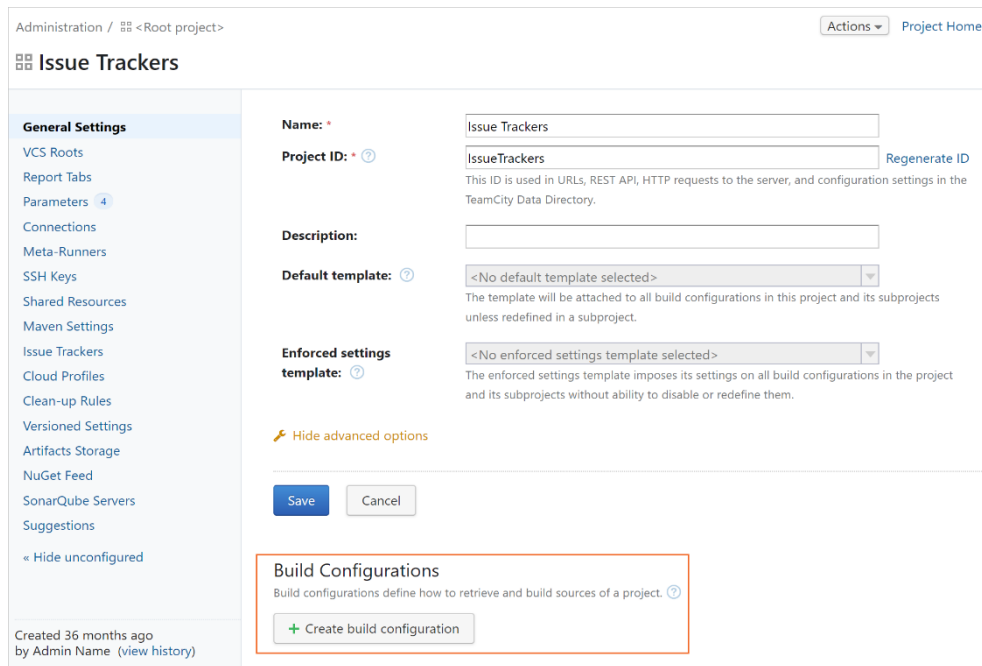 Administration / <Root project>
Actions
Project Home
Issue Trackers
General Settings
VCS Roots
Report Tabs
Parameters 4
Connections
Meta-Runners
SSH Keys
Shared Resources
Maven Settings
Issue Trackers
Cloud Profiles
Clean-up Rules
Versioned Settings
Artifacts Storage
NuGet Feed
SonarQube Servers
Suggestions
« Hide unconfigured
Created 36 months ago
by Admin Name (view history)
Name: * Issue Trackers
Project ID: * ? IssueTrackers Regenerate ID
This ID is used in URLs, REST API, HTTP requests to the server, and configuration settings in the
TeamCity Data Directory.
Description:
Default template: ? <No default template selected>
The template will be attached to all build configurations in this project and its subprojects
unless redefined in a subproject.
Enforced settings
template: ?
<No enforced settings template selected>
The enforced settings template imposes its settings on all build configurations in the project
and its subprojects without ability to disable or redefine them.
Hide advanced options
Save Cancel
Build Configurations
Build configurations define how to retrieve and build sources of a project. ?
+ Create build configuration